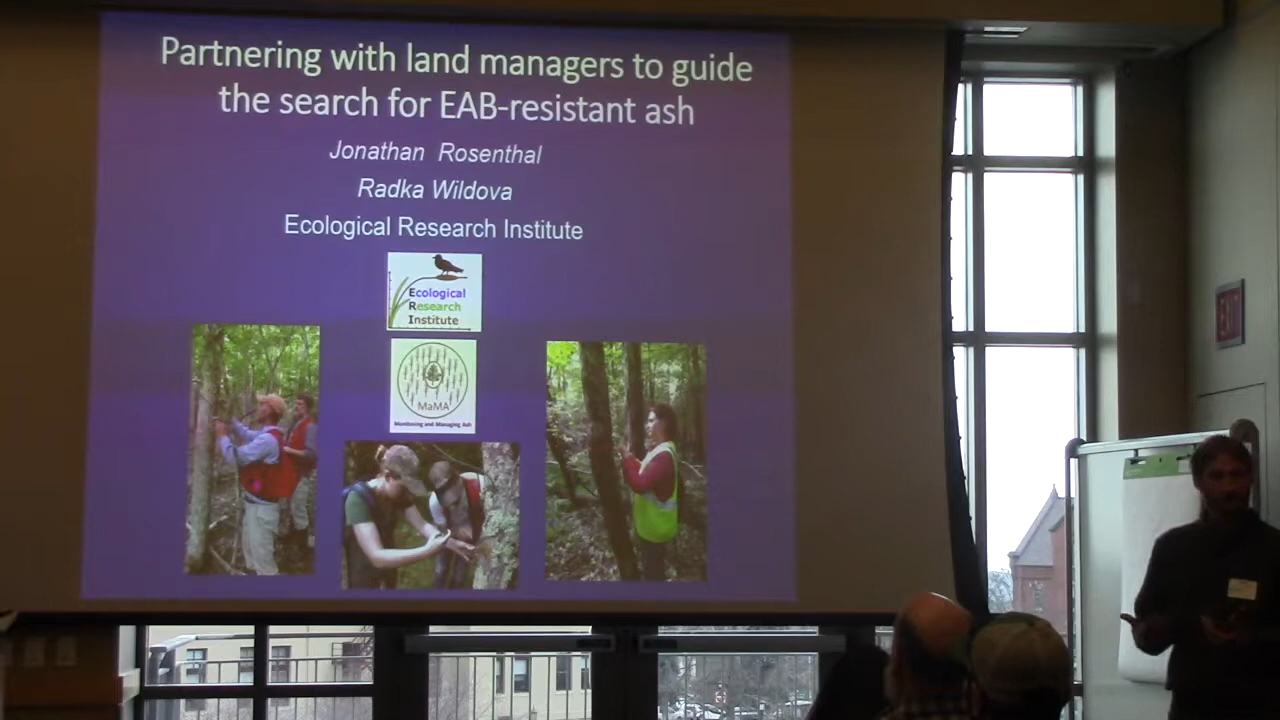 Partnering with land managers to guide
the search for EAB-resistant ash
Jonathan Rosenthal
Radka Wildova
Ecological Research Institute
Ecological
Research
Institute
MaMA
Monitoring and Managing Ash
EXIT